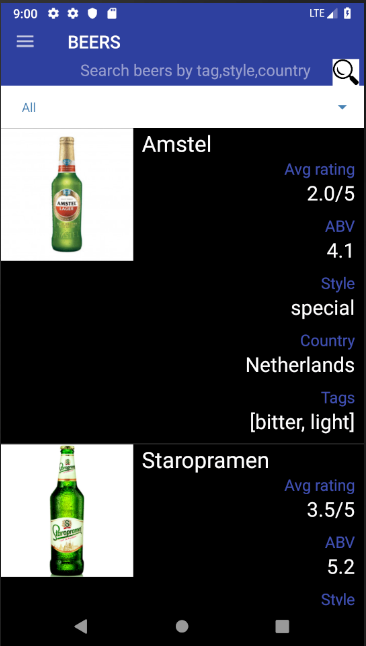 9:00 LTE
BEERS
Search beers by tag,style,country
All
Amstel
Avg rating
2.0/5
ABV
4.1
Style
special
Country
Netherlands
Tags
[bitter, light]
AMSTEL
LAGER
Staropramen
Avg rating
3.5/5
ABV
5.2
Style
Staropramen